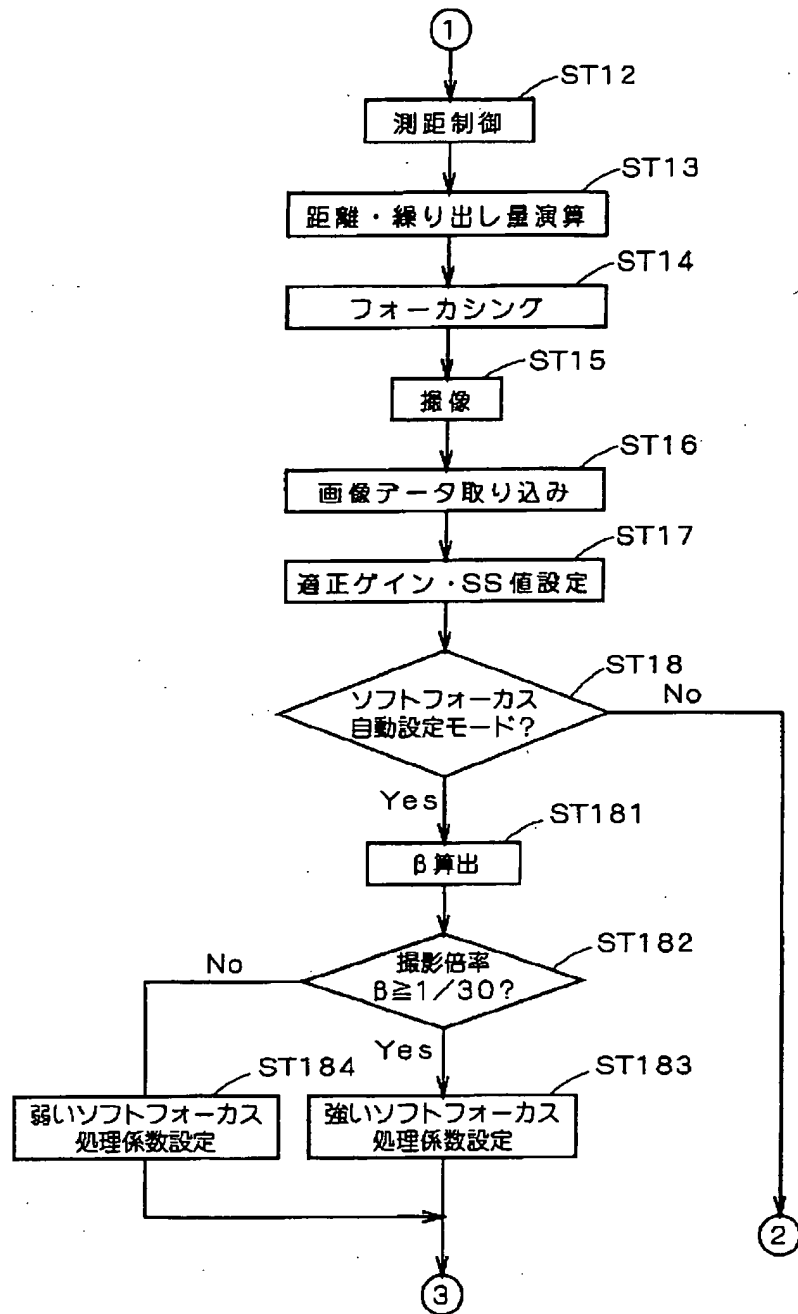 ①
ST12
測距制御
ST13
距離・繰り出し量演算
ST14
フォーカシング
ST15
撮像
ST16
画像データ取り込み
ST17
適正ゲイン・SS値設定
ST18
ソフトフォーカス
自動設定モード？
No
Yes
ST181
β算出
ST182
撮影倍率
β≧1／30？
No
Yes
ST184
弱いソフトフォーカス
処理係数設定
ST183
強いソフトフォーカス
処理係数設定
②
③